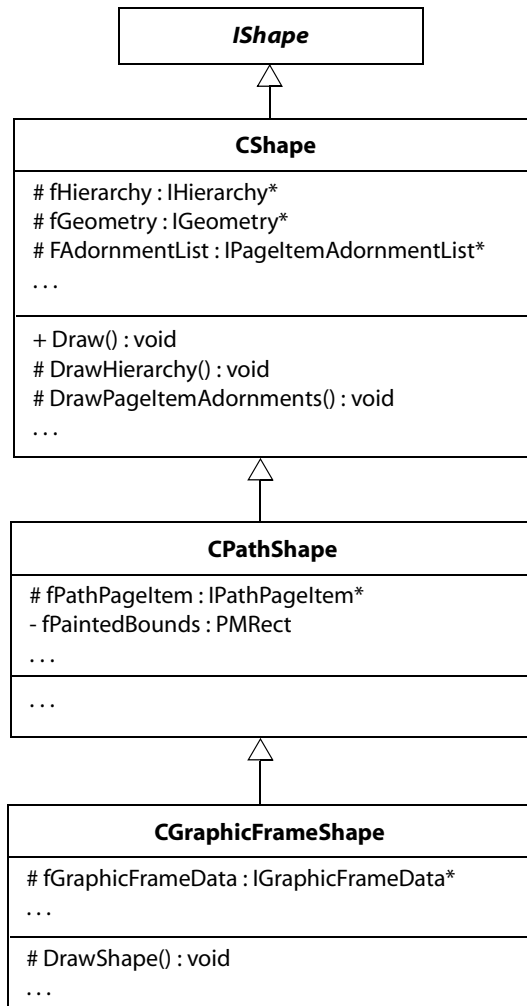 IShape
CShape
# fHierarchy : IHierarchy*
# fGeometry : IGeometry*
# FAdornmentList : IPageItemAdornmentList*
. . .
+ Draw() : void
# DrawHierarchy() : void
# DrawPageItemAdornments() : void
. . .
CPathShape
# fPathPageItem : IPathPageItem*
- fPaintedBounds : PMRect
. . .
. . .
CGraphicFrameShape
# fGraphicFrameData : IGraphicFrameData*
. . .
# DrawShape() : void
. . .